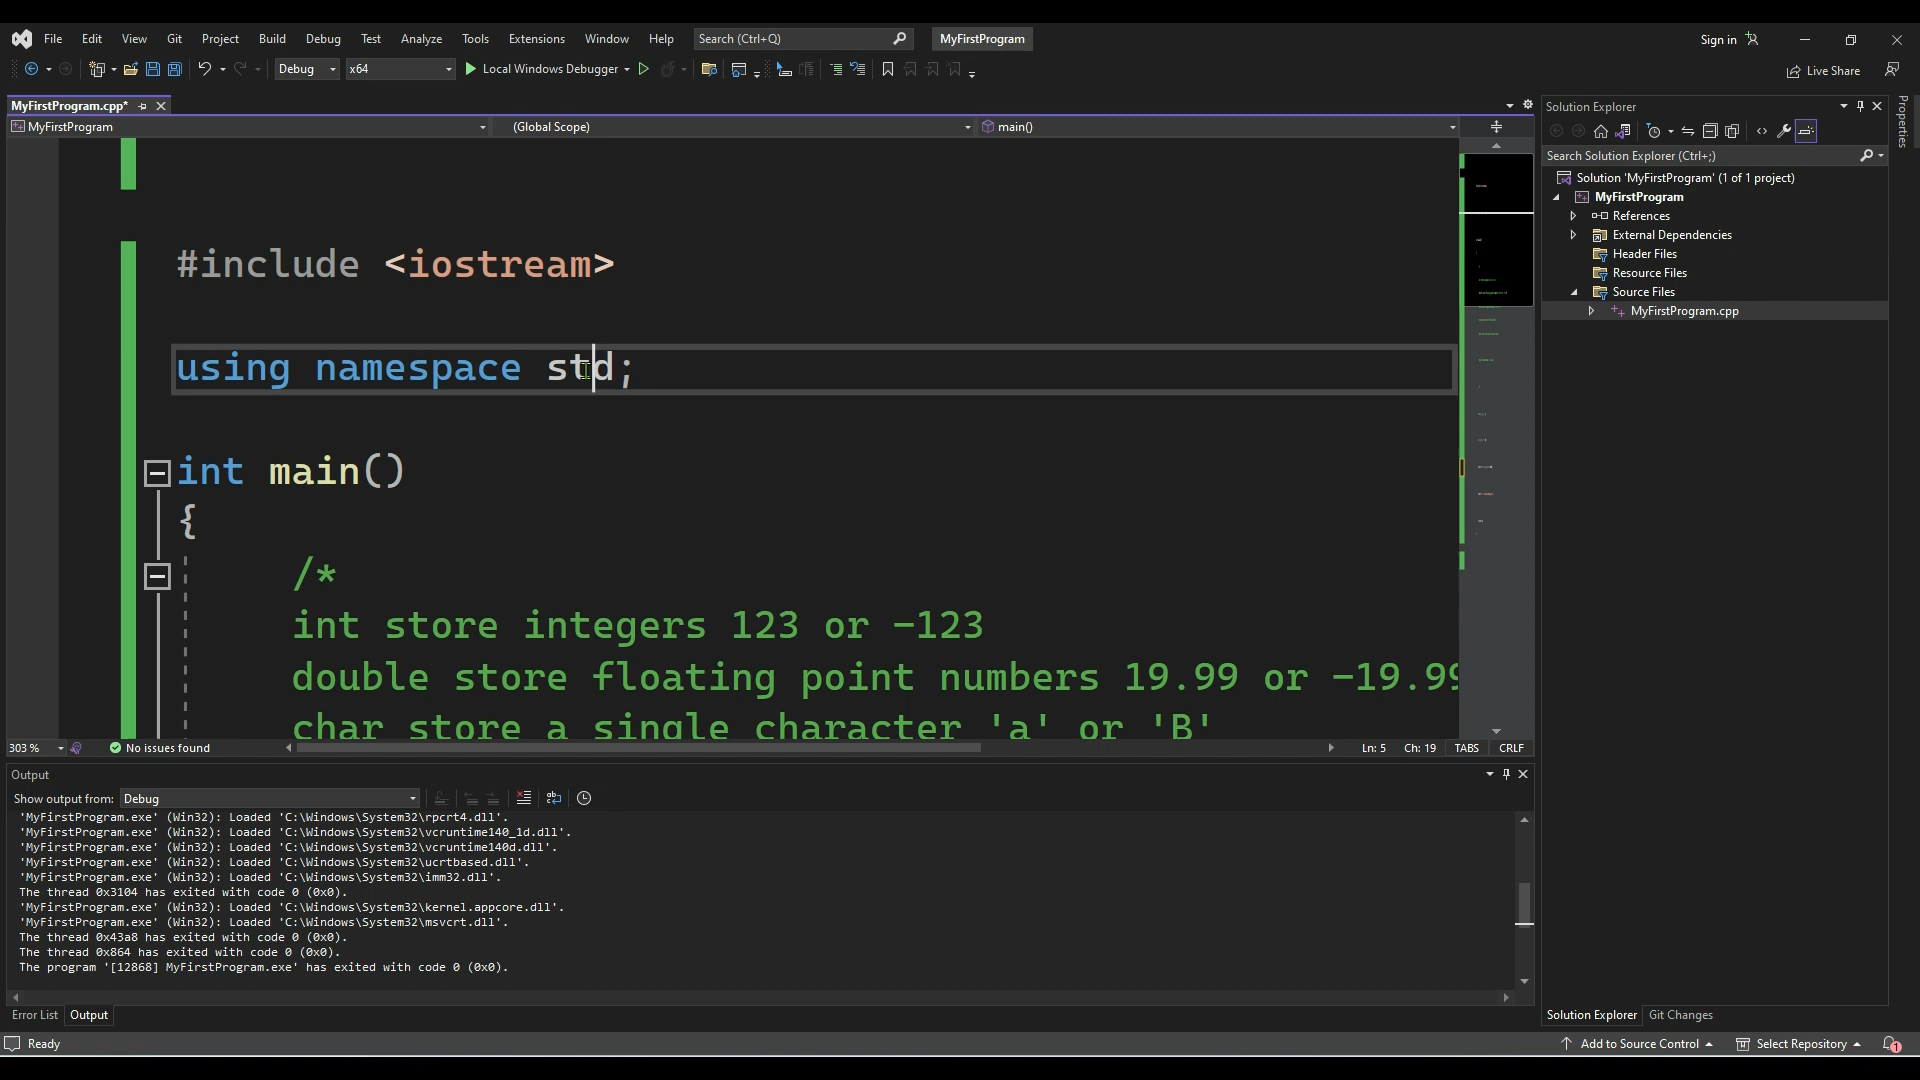 File Edit View Git Project Build Debug Test Analyze Tools Extensions Window Help Search (Ctrl+Q) MyFirstProgram Sign in
Debug x64 Local Windows Debugger Live Share
MyFirstProgram.cpp*
MyFirstProgram (Global Scope) main()
#include <iostream>
using namespace std;
int main()
{
/*
int store integers 123 or -123
double store floating point numbers 19.99 or -19.99
char store a single character 'a' or 'B'
303 % No issues found Ln: 5 Ch: 19 TABS CRLF
Output
Show output from: Debug
'MyFirstProgram.exe' (Win32): Loaded 'C:\Windows\System32\rpcrt4.dll'.
'MyFirstProgram.exe' (Win32): Loaded 'C:\Windows\System32\vcruntime140_1d.dll'.
'MyFirstProgram.exe' (Win32): Loaded 'C:\Windows\System32\vcruntime140d.dll'.
'MyFirstProgram.exe' (Win32): Loaded 'C:\Windows\System32\ucrtbased.dll'.
'MyFirstProgram.exe' (Win32): Loaded 'C:\Windows\System32\imm32.dll'.
The thread 0x3104 has exited with code 0 (0x0).
'MyFirstProgram.exe' (Win32): Loaded 'C:\Windows\System32\kernel.appcore.dll'.
'MyFirstProgram.exe' (Win32): Loaded 'C:\Windows\System32\msvcrt.dll'.
The thread 0x43a8 has exited with code 0 (0x0).
The thread 0x864 has exited with code 0 (0x0).
The program '[12868] MyFirstProgram.exe' has exited with code 0 (0x0).
Error List Output
Solution Explorer
Search Solution Explorer (Ctrl+;)
Solution 'MyFirstProgram' (1 of 1 project)
MyFirstProgram
References
External Dependencies
Header Files
Resource Files
Source Files
MyFirstProgram.cpp
Solution Explorer Git Changes
Properties
Ready Add to Source Control Select Repository 1